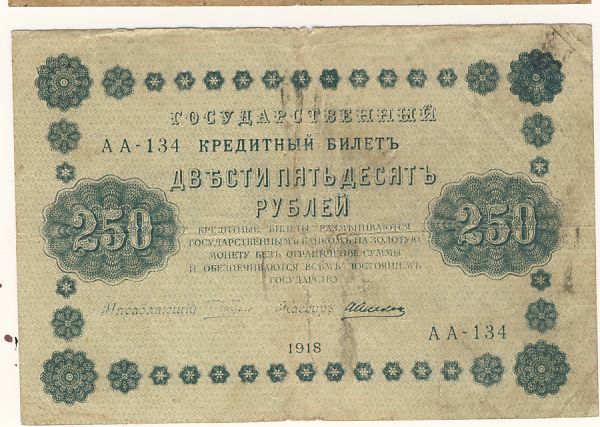 ГОСУДАРСТВЕННЫЙ
АА-134 КРЕДИТНЫЙ БИЛЕТЪ
ДВѢСТИ ПЯТЬДЕСЯТЪ
РУБЛЕЙ
250
250
КРЕДИТНЫЕ БИЛЕТЫ РАЗМѢНИВАЮТСЯ
ГОСУДАРСТВЕННЫМЪ БАНКОМЪ НА ЗОЛОТУЮ
МОНЕТУ БЕЗЪ ОГРАНИЧЕНІЯ СУММЫ
И ОБЕЗПЕЧИВАЮТСЯ ВСѢМЪ ДОСТОЯНІЕМЪ
ГОСУДАРСТВА.
Управляющій Кассиръ
АА-134
1918